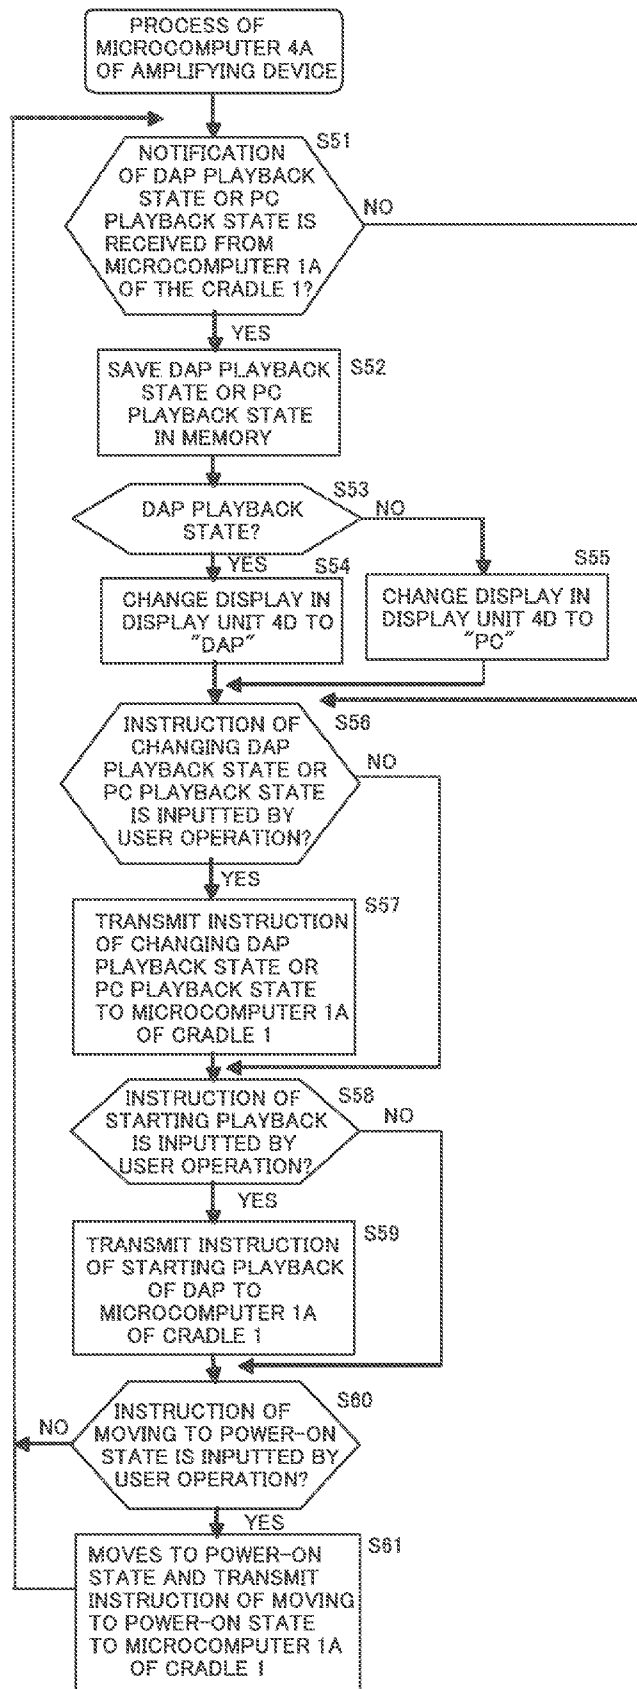 PROCESS OF
MICROCOMPUTER 4A
OF AMPLIFYING DEVICE
S51
NOTIFICATION
OF DAP PLAYBACK
STATE OR PC
PLAYBACK STATE IS
RECEIVED FROM
MICROCOMPUTER 1A
OF THE CRADLE 1?
NO
YES
S52
SAVE DAP PLAYBACK
STATE OR PC
PLAYBACK STATE
IN MEMORY
S53
DAP PLAYBACK
STATE?
NO
YES
S54
CHANGE DISPLAY IN
DISPLAY UNIT 4D TO
"DAP"
S55
CHANGE DISPLAY IN
DISPLAY UNIT 4D TO
"PC"
S56
INSTRUCTION OF
CHANGING DAP
PLAYBACK STATE OR
PC PLAYBACK STATE
IS INPUTTED BY
USER OPERATION?
NO
YES
S57
TRANSMIT INSTRUCTION
OF CHANGING DAP
PLAYBACK STATE OR
PC PLAYBACK STATE
TO MICROCOMPUTER 1A
OF CRADLE 1
S58
INSTRUCTION OF
STARTING PLAYBACK
IS INPUTTED BY
USER OPERATION?
NO
YES
S59
TRANSMIT INSTRUCTION
OF STARTING PLAYBACK
OF DAP TO
MICROCOMPUTER 1A
OF CRADLE 1
S60
INSTRUCTION OF
MOVING TO POWER-ON
STATE IS INPUTTED BY
USER OPERATION?
NO
YES
S61
MOVES TO POWER-ON
STATE AND TRANSMIT
INSTRUCTION OF MOVING
TO POWER-ON STATE
TO MICROCOMPUTER 1A
OF CRADLE 1